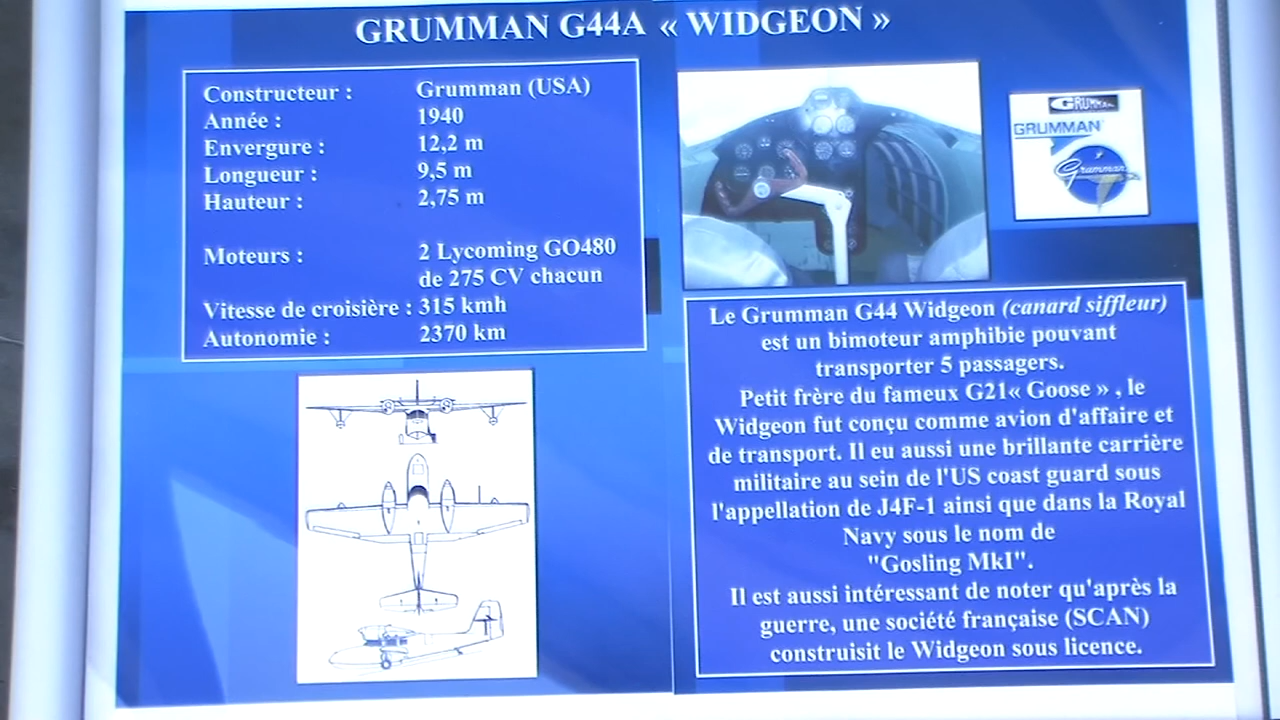 GRUMMAN G44A « WIDGEON »
Constructeur : Grumman (USA)
Année : 1940
Envergure : 12,2 m
Longueur : 9,5 m
Hauteur : 2,75 m
Moteurs : 2 Lycoming GO480
de 275 CV chacun
Vitesse de croisière : 315 kmh
Autonomie : 2370 km
GRUMMAN
GRUMMAN
Grumman
Le Grumman G44 Widgeon (canard siffleur)
est un bimoteur amphibie pouvant
transporter 5 passagers.
Petit frère du fameux G21« Goose » , le
Widgeon fut conçu comme avion d'affaire et
de transport. Il eu aussi une brillante carrière
militaire au sein de l'US coast guard sous
l'appellation de J4F-1 ainsi que dans la Royal
Navy sous le nom de
"Gosling MkI".
Il est aussi intéressant de noter qu'après la
guerre, une société française (SCAN)
construisit le Widgeon sous licence.